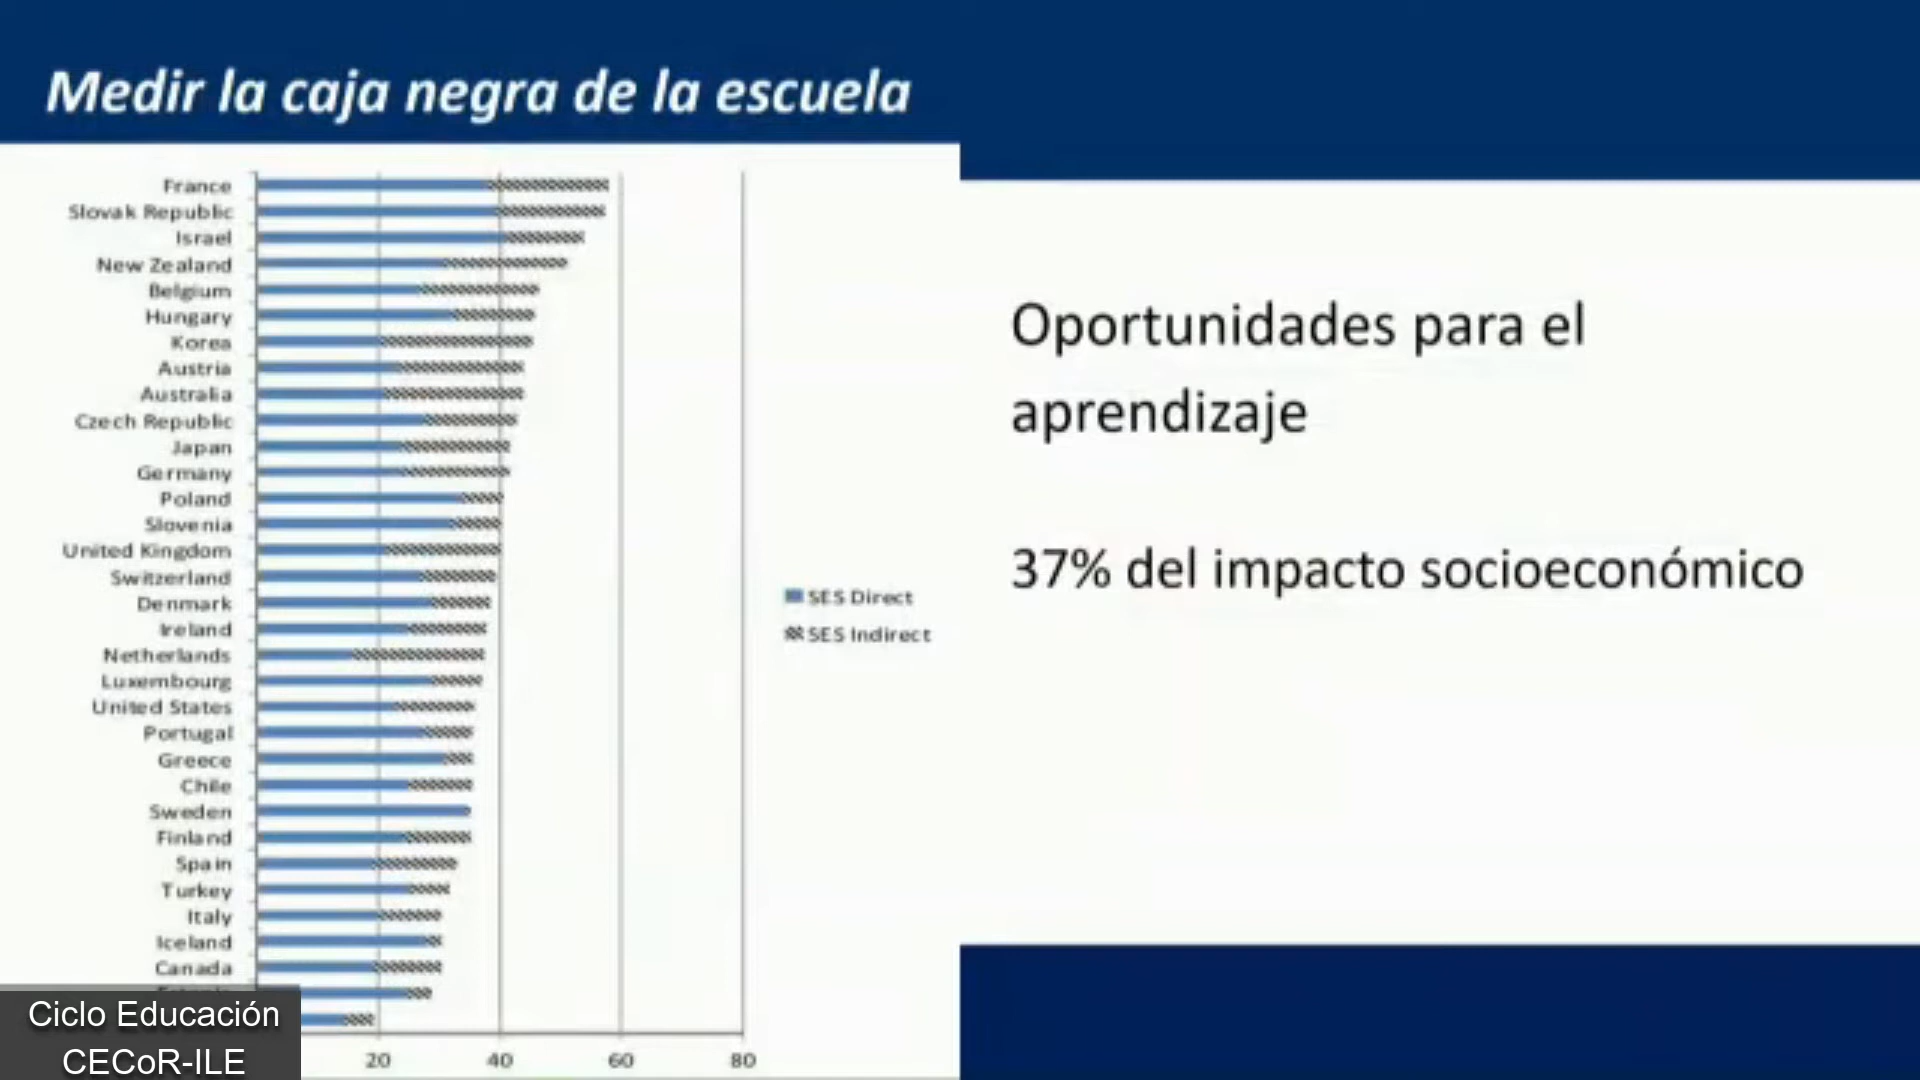 Medir la caja negra de la escuela
France
Slovak Republic
Israel
New Zealand
Belgium
Hungary
Korea
Austria
Australia
Czech Republic
Japan
Germany
Poland
Slovenia
United Kingdom
Switzerland
Denmark
Ireland
Netherlands
Luxembourg
United States
Portugal
Greece
Chile
Sweden
Finland
Spain
Turkey
Italy
Iceland
Canada
20 40 60 80
SES Direct
SES Indirect
Oportunidades para el
aprendizaje
37% del impacto socioeconómico
Ciclo Educación
CECoR-ILE